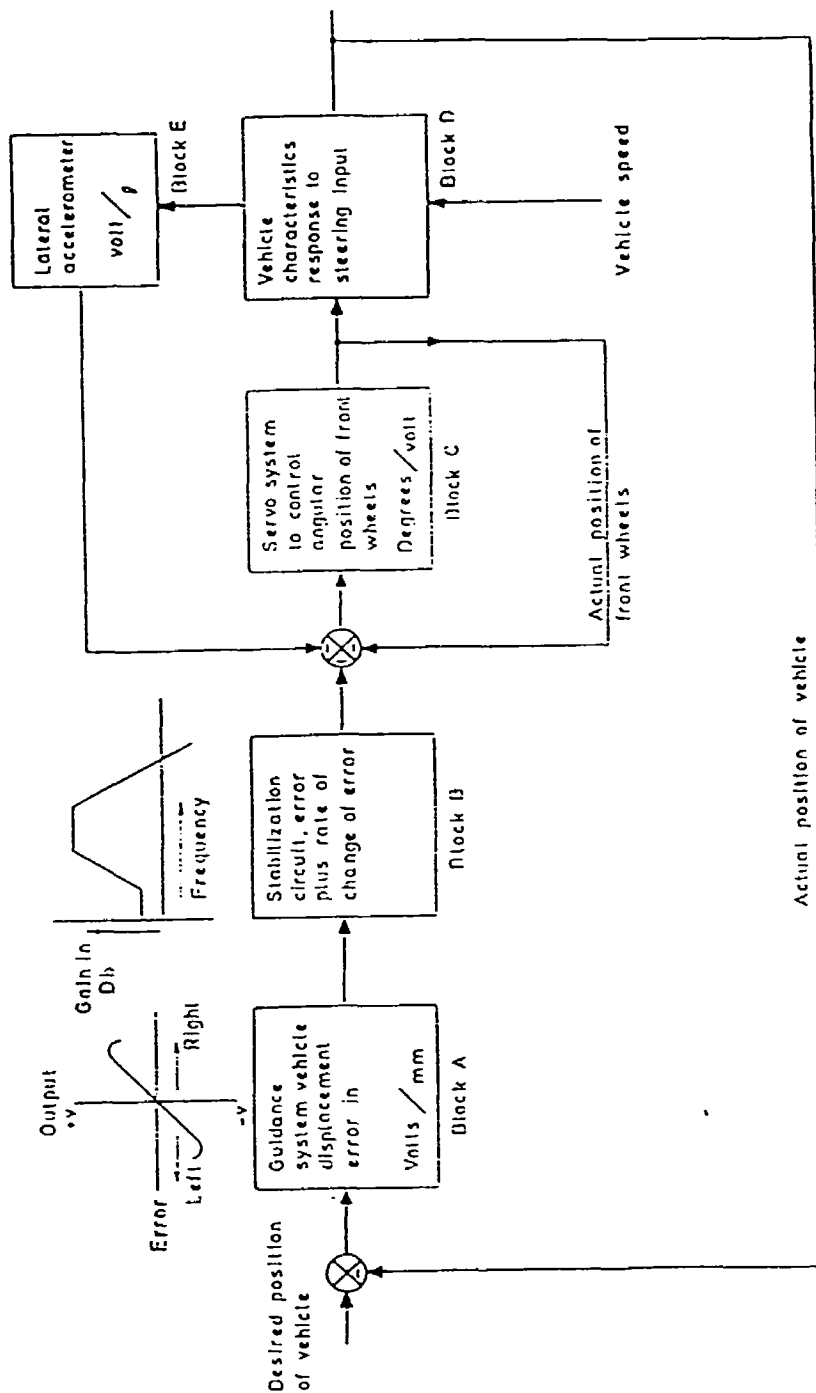 Desired position
of vehicle
Output
+v
Error
Left
Right
-v
Guidance
system vehicle
displacement
error in
Volts / mm
Block A
Gain in
Db
Frequency
Stabilization
circuit, error
plus rate of
change of error
Block B
Servo system
to control
angular
position of front
wheels
Degrees / volt
Block C
Actual position of
front wheels
Lateral
accelerometer
volt / g
Block E
Vehicle
characteristics
response to
steering input
Block D
Vehicle speed
Actual position of vehicle